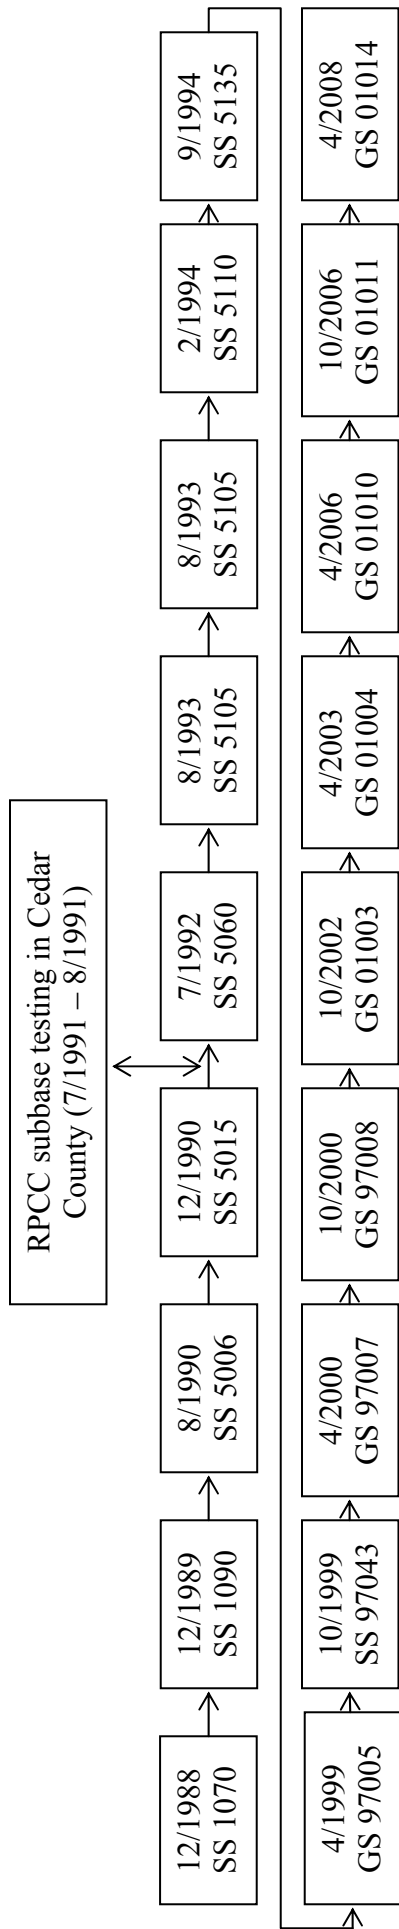 RPCC subbase testing in Cedar
County (7/1991 – 8/1991)
12/1988
SS 1070
12/1989
SS 1090
8/1990
SS 5006
12/1990
SS 5015
7/1992
SS 5060
8/1993
SS 5105
8/1993
SS 5105
2/1994
SS 5110
9/1994
SS 5135
4/1999
GS 97005
10/1999
SS 97043
4/2000
GS 97007
10/2000
GS 97008
10/2002
GS 01003
4/2003
GS 01004
4/2006
GS 01010
10/2006
GS 01011
4/2008
GS 01014